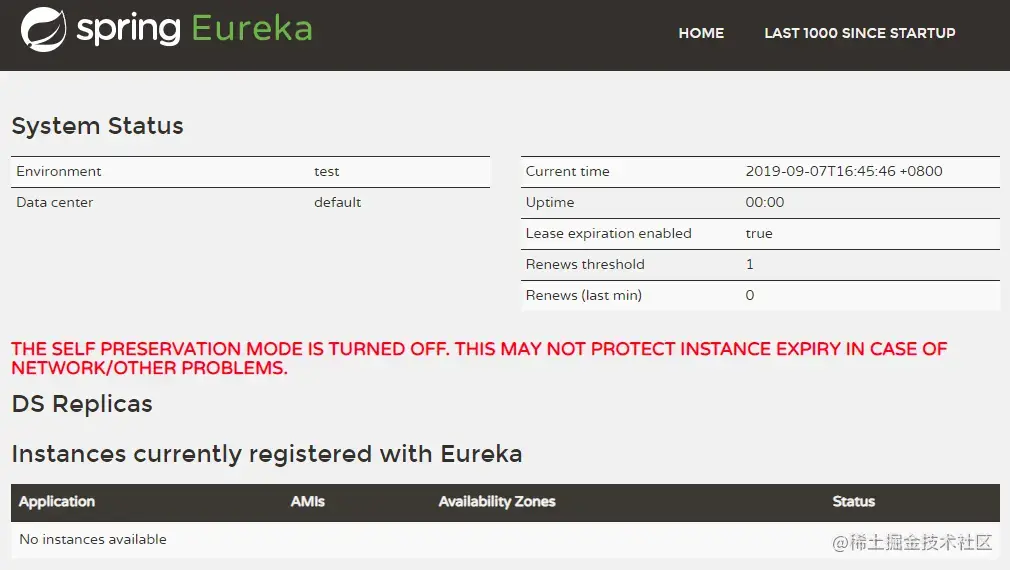 spring Eureka
HOME LAST 1000 SINCE STARTUP
System Status
Environment test
Data center default
Current time 2019-09-07T16:45:46 +0800
Uptime 00:00
Lease expiration enabled true
Renews threshold 1
Renews (last min) 0
THE SELF PRESERVATION MODE IS TURNED OFF. THIS MAY NOT PROTECT INSTANCE EXPIRY IN CASE OF
NETWORK/OTHER PROBLEMS.
DS Replicas
Instances currently registered with Eureka
Application AMIs Availability Zones Status
No instances available
@稀土掘金技术社区